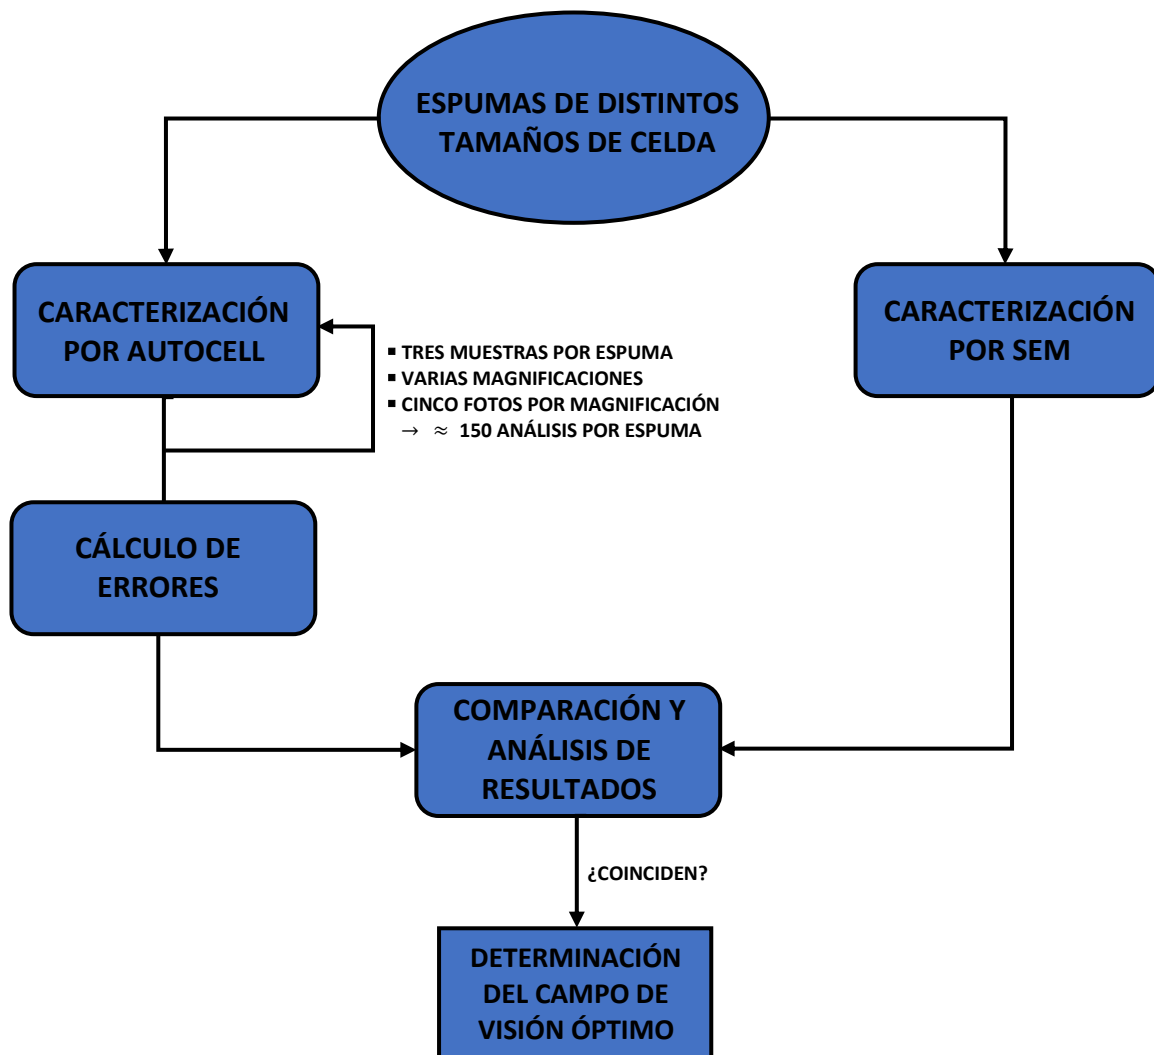 ESPUMAS DE DISTINTOS
TAMAÑOS DE CELDA
CARACTERIZACIÓN
POR AUTOCELL
CARACTERIZACIÓN
POR SEM
▪ TRES MUESTRAS POR ESPUMA
▪ VARIAS MAGNIFICACIONES
▪ CINCO FOTOS POR MAGNIFICACIÓN
→ ≈ 150 ANÁLISIS POR ESPUMA
CÁLCULO DE
ERRORES
COMPARACIÓN Y
ANÁLISIS DE
RESULTADOS
¿COINCIDEN?
DETERMINACIÓN
DEL CAMPO DE
VISIÓN ÓPTIMO